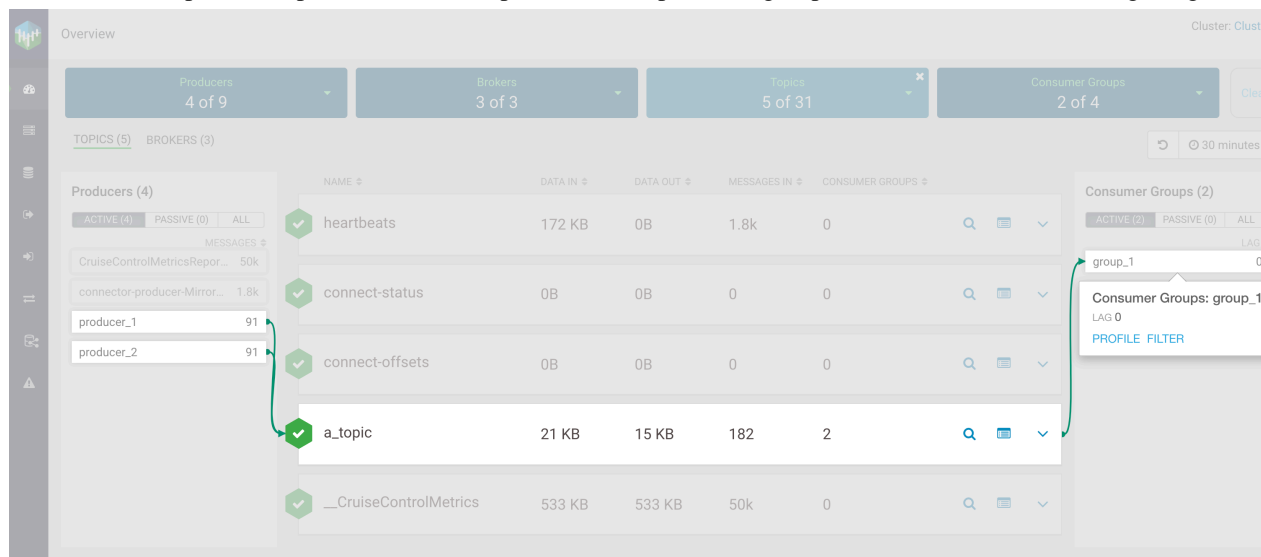 Overview
Cluster: Clust
Producers
4 of 9
Brokers
3 of 3
Topics
5 of 31
Consumer Groups
2 of 4
Clea
TOPICS (5) BROKERS (3)
30 minutes
Producers (4)
ACTIVE (4) PASSIVE (0) ALL
MESSAGES
CruiseControlMetricsRepor... 50k
connector-producer-Mirror... 1.8k
producer_1 91
producer_2 91
NAME DATA IN DATA OUT MESSAGES IN CONSUMER GROUPS
heartbeats 172 KB 0B 1.8k 0
connect-status 0B 0B 0 0
connect-offsets 0B 0B 0 0
a_topic 21 KB 15 KB 182 2
__CruiseControlMetrics 533 KB 533 KB 50k 0
Consumer Groups (2)
ACTIVE (2) PASSIVE (0) ALL
LAG
group_1 0
Consumer Groups: group_1
LAG 0
PROFILE FILTER